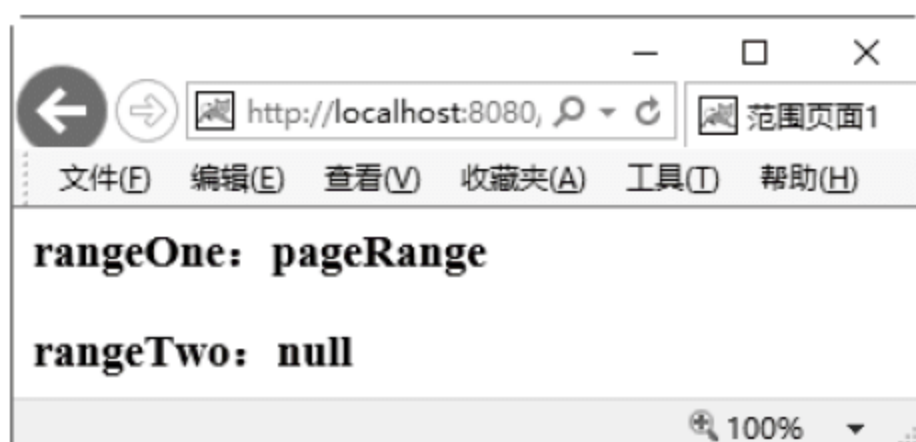 http://localhost:8080,
范围页面1
文件(F) 编辑(E) 查看(V) 收藏夹(A) 工具(T) 帮助(H)
rangeOne：pageRange
rangeTwo：null
100%